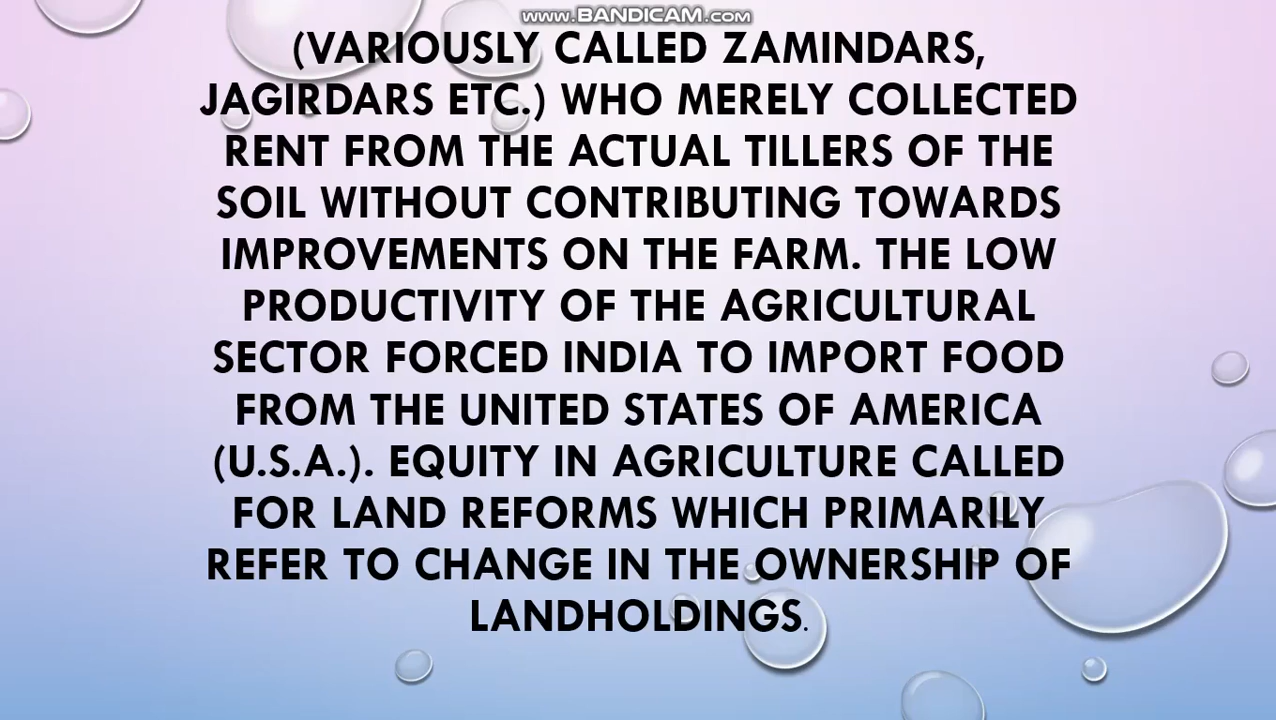 www.BANDICAM.com
(VARIOUSLY CALLED ZAMINDARS,
JAGIRDARS ETC.) WHO MERELY COLLECTED
RENT FROM THE ACTUAL TILLERS OF THE
SOIL WITHOUT CONTRIBUTING TOWARDS
IMPROVEMENTS ON THE FARM. THE LOW
PRODUCTIVITY OF THE AGRICULTURAL
SECTOR FORCED INDIA TO IMPORT FOOD
FROM THE UNITED STATES OF AMERICA
(U.S.A.). EQUITY IN AGRICULTURE CALLED
FOR LAND REFORMS WHICH PRIMARILY
REFER TO CHANGE IN THE OWNERSHIP OF
LANDHOLDINGS.